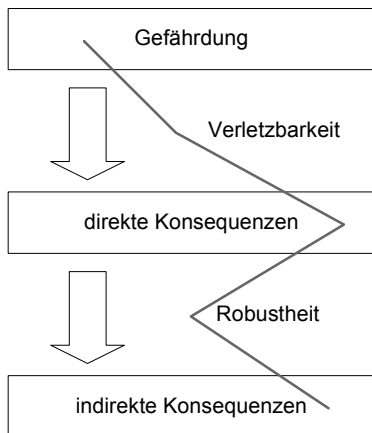 Gefährdung
Verletzbarkeit
direkte Konsequenzen
Robustheit
indirekte Konsequenzen